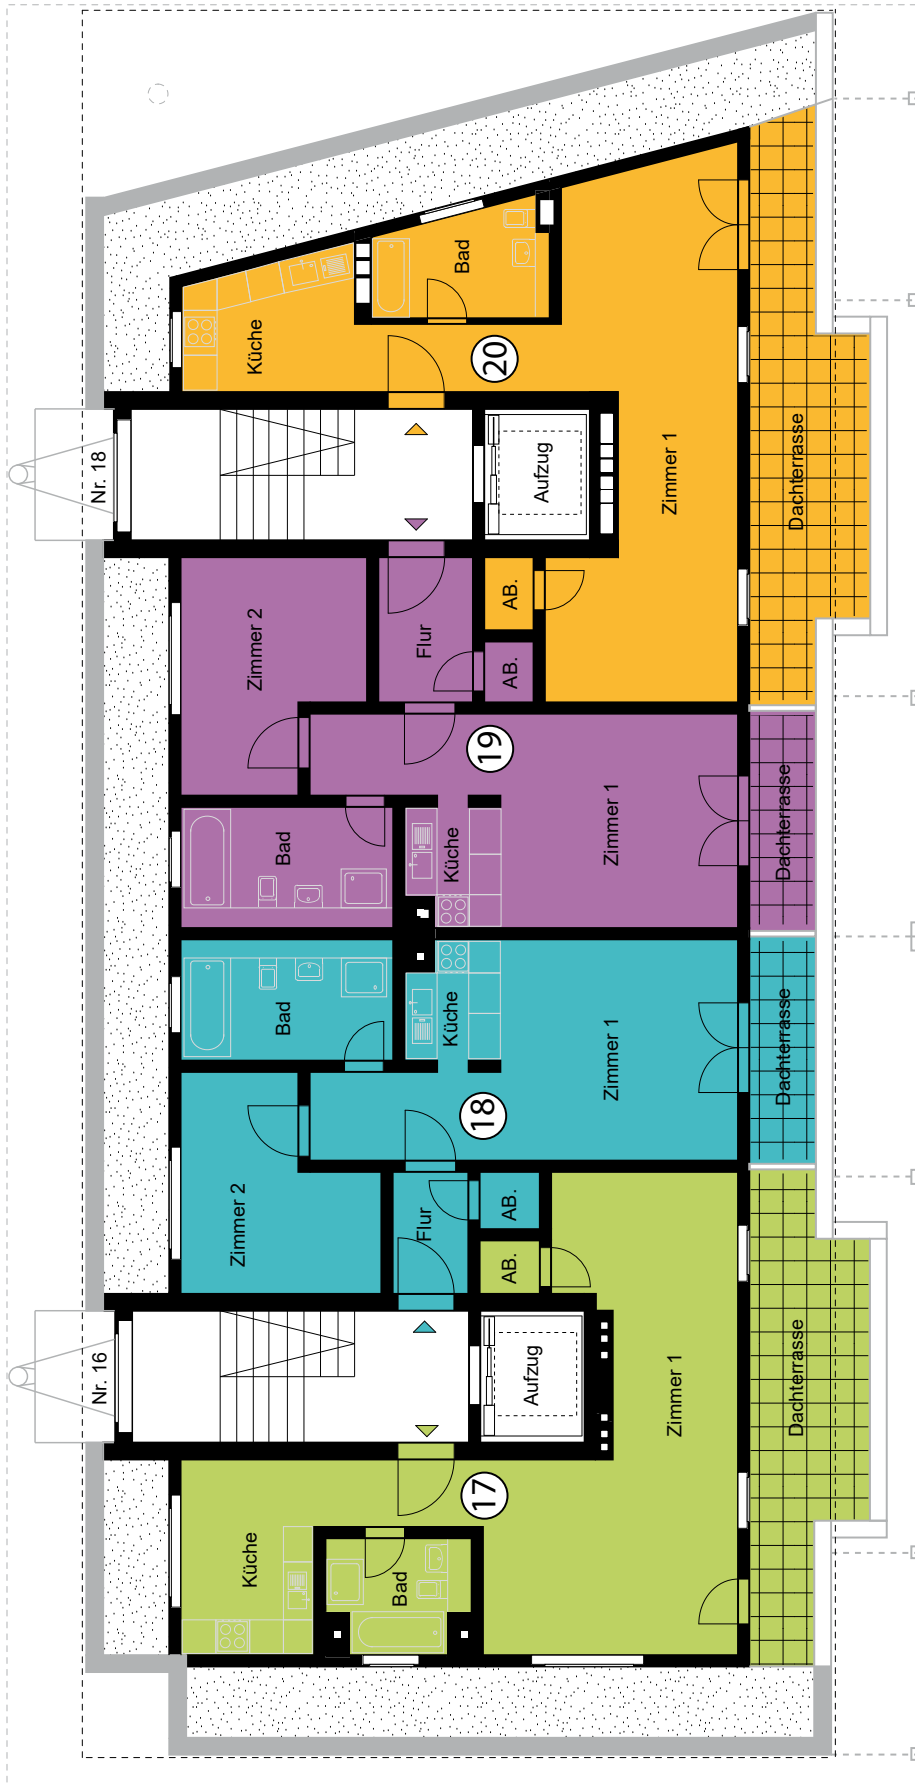 Nr. 18
Küche
Bad
20
Aufzug
Zimmer 1
Dachterrasse
AB.
Zimmer 2
Flur
AB.
19
Bad
Küche
Zimmer 1
Dachterrasse
Bad
Küche
Zimmer 1
Dachterrasse
18
Zimmer 2
Flur
AB.
AB.
Nr. 16
Aufzug
Zimmer 1
Dachterrasse
17
Küche
Bad